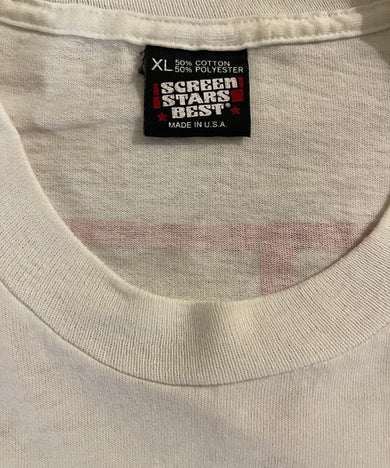 XL 50% COTTON
50% POLYESTER
SCREEN
STARS
BEST®
MADE IN U.S.A.